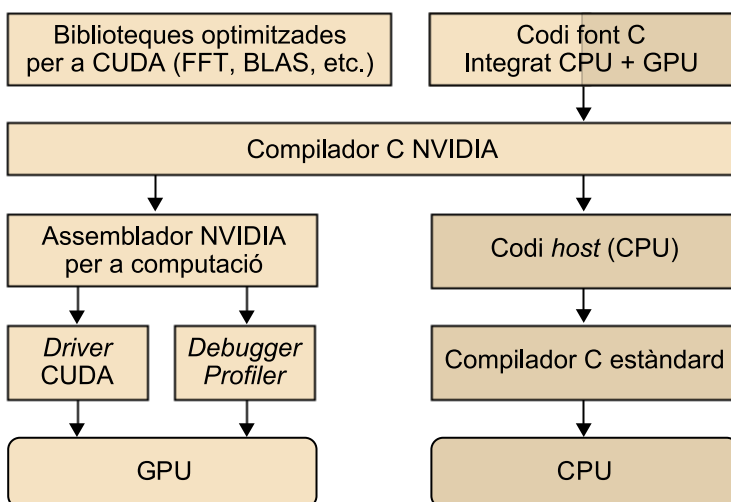 Biblioteques optimitzades
per a CUDA (FFT, BLAS, etc.)
Codi font C
Integrat CPU + GPU
Compilador C NVIDIA
Assemblador NVIDIA
per a computació
Codi host (CPU)
Driver
CUDA
Debugger
Profiler
Compilador C estàndard
GPU
CPU